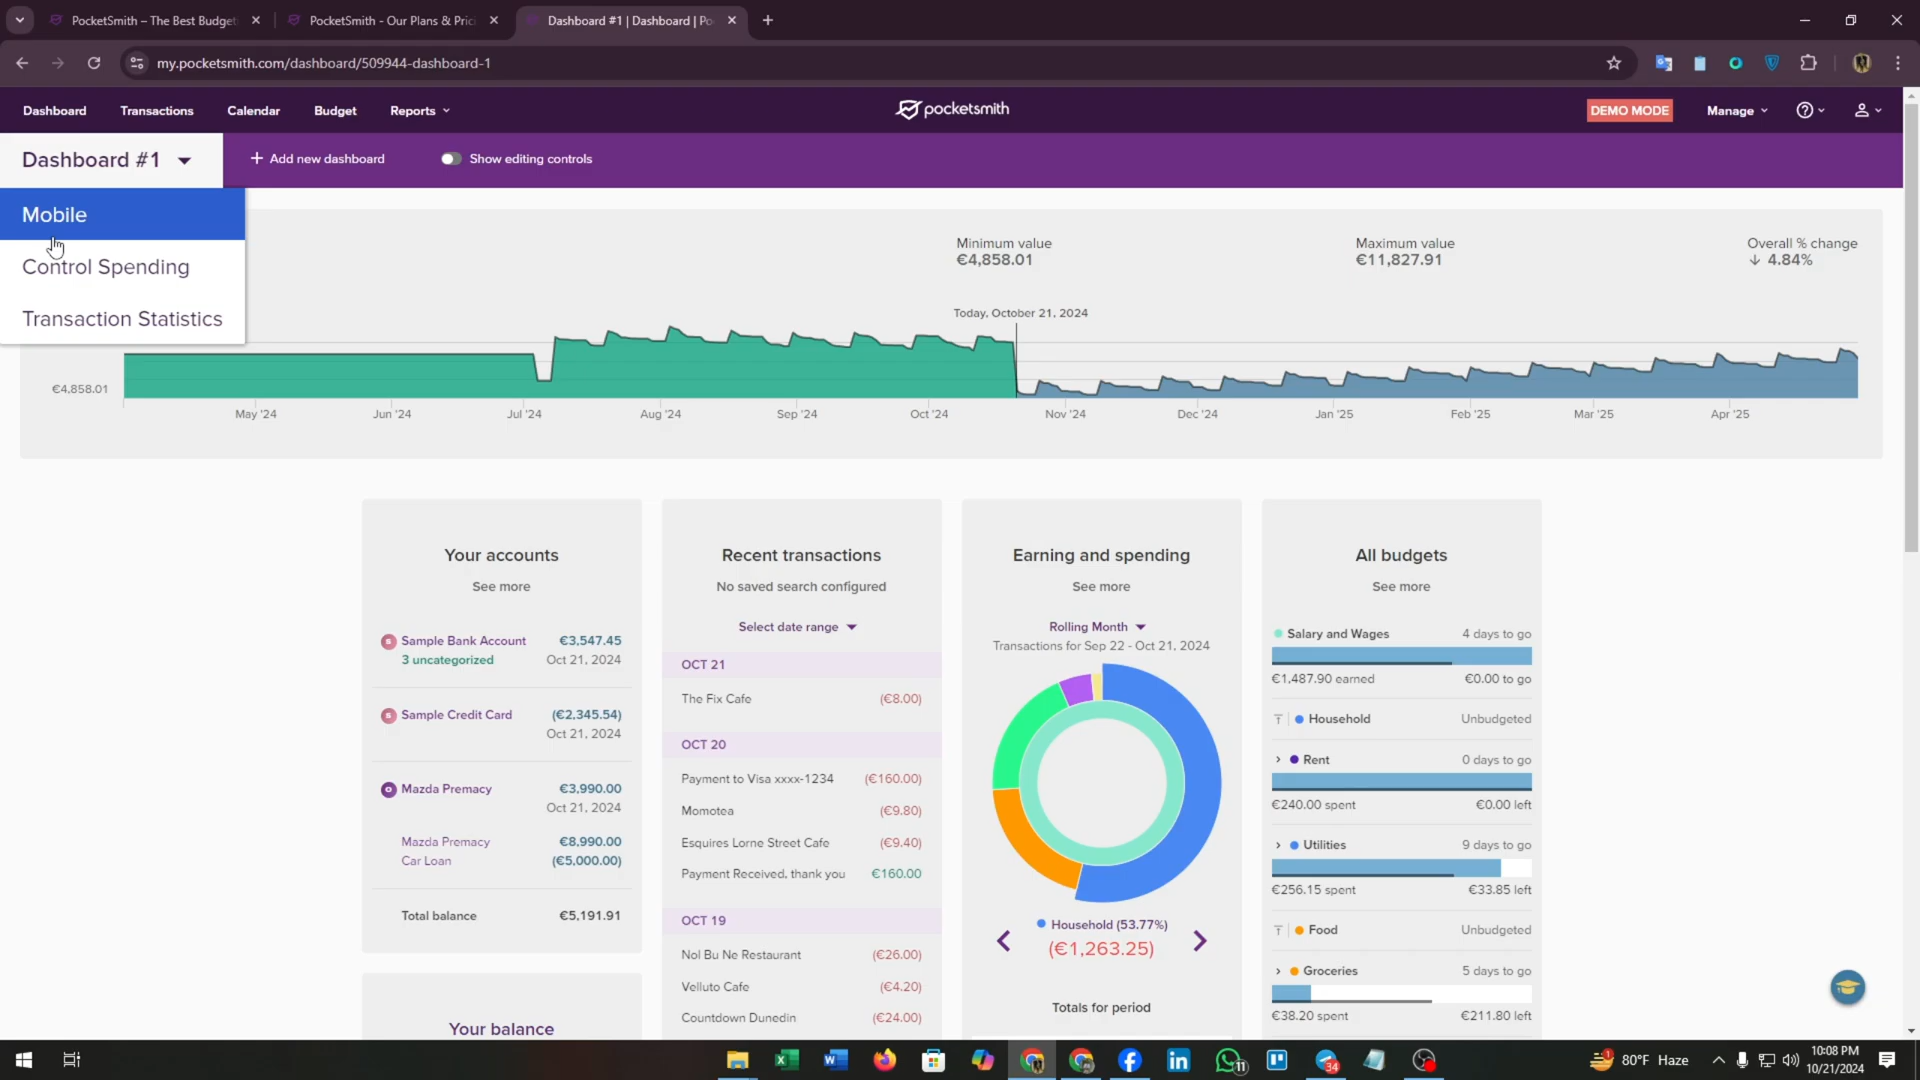 PocketSmith – The Best Budget
PocketSmith - Our Plans & Prici
Dashboard #1 | Dashboard | Po
my.pocketsmith.com/dashboard/509944-dashboard-1
Dashboard
Transactions
Calendar
Budget
Reports
pocketsmith
DEMO MODE
Manage
Dashboard #1
+ Add new dashboard
Show editing controls
Mobile
Control Spending
Transaction Statistics
Minimum value
€4,858.01
Maximum value
€11,827.91
Overall % change
↓ 4.84%
Today, October 21, 2024
€4,858.01
May '24
Jun '24
Jul '24
Aug '24
Sep '24
Oct '24
Nov '24
Dec '24
Jan '25
Feb '25
Mar '25
Apr '25
Your accounts
See more
Sample Bank Account €3,547.45
3 uncategorized Oct 21, 2024
Sample Credit Card (€2,345.54)
Oct 21, 2024
Mazda Premacy €3,990.00
Oct 21, 2024
Mazda Premacy €8,990.00
Car Loan (€5,000.00)
Total balance €5,191.91
Your balance
Recent transactions
No saved search configured
Select date range
OCT 21
The Fix Cafe (€8.00)
OCT 20
Payment to Visa xxxx-1234 (€160.00)
Momotea (€9.80)
Esquires Lorne Street Cafe (€9.40)
Payment Received, thank you €160.00
OCT 19
Nol Bu Ne Restaurant (€26.00)
Velluto Cafe (€4.20)
Countdown Dunedin (€24.00)
Earning and spending
See more
Rolling Month
Transactions for Sep 22 - Oct 21, 2024
Household (53.77%)
(€1,263.25)
Totals for period
All budgets
See more
Salary and Wages 4 days to go
€1,487.90 earned €0.00 to go
Household Unbudgeted
Rent 0 days to go
€240.00 spent €0.00 left
Utilities 9 days to go
€256.15 spent €33.85 left
Food Unbudgeted
Groceries 5 days to go
€38.20 spent €211.80 left
11
34
1
80°F Haze
10:08 PM
10/21/2024